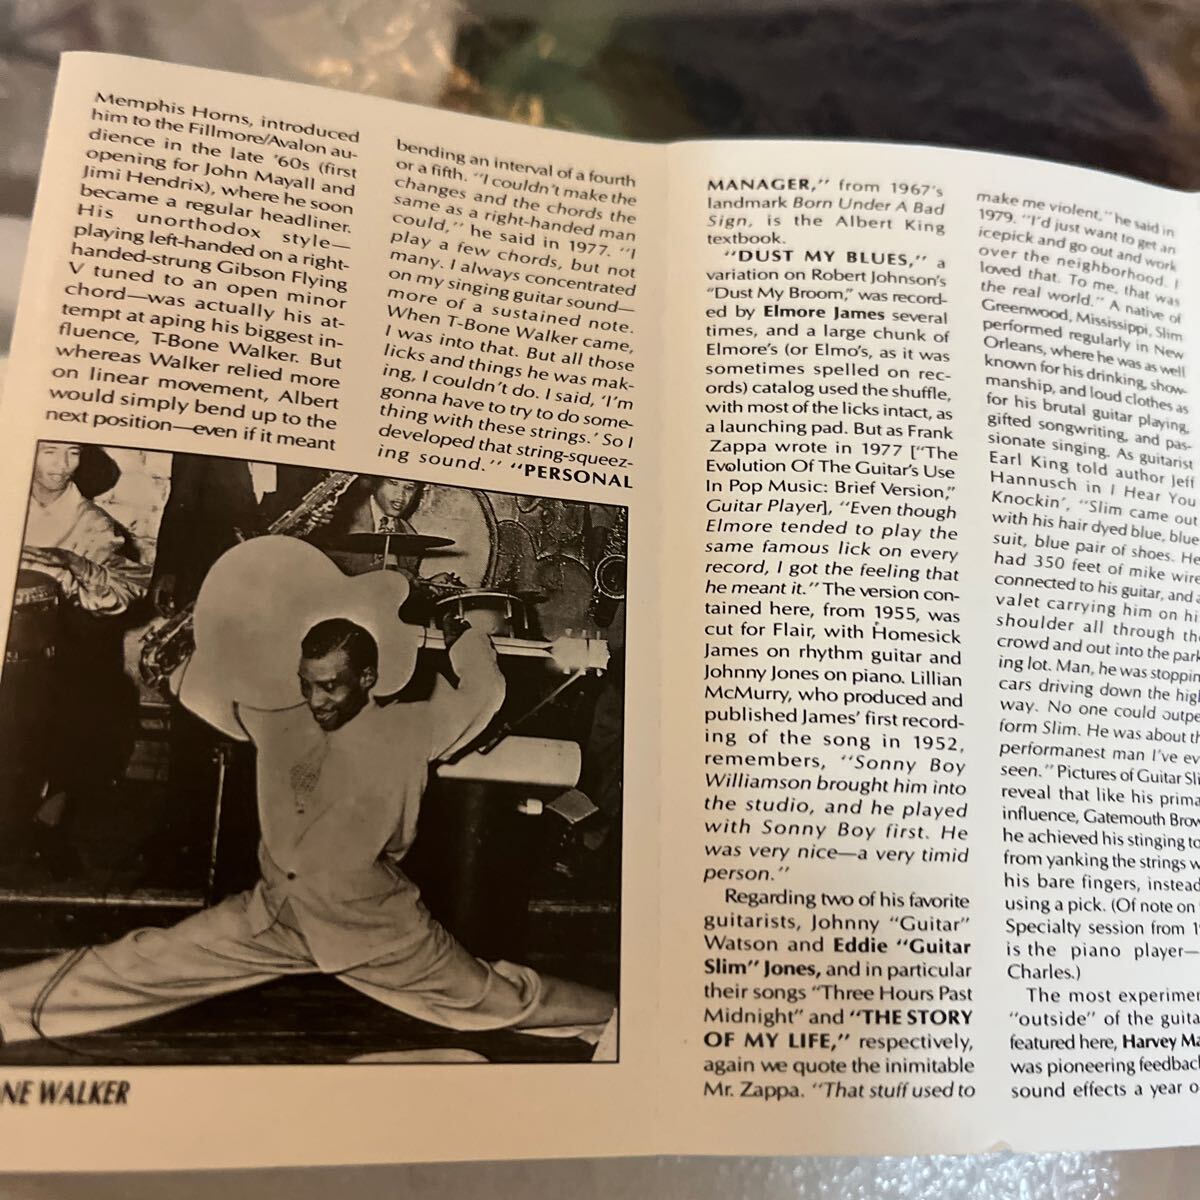 Memphis Horns, introduced
him to the Fillmore/Avalon au-
dience in the late '60s (first
opening for John Mayall and
Jimi Hendrix), where he soon
became a regular headliner.
His unorthodox style—
playing left-handed on a right-
handed-strung Gibson Flying
V tuned to an open minor
chord—was actually his at-
tempt at aping his biggest in-
fluence, T-Bone Walker. But
whereas Walker relied more
on linear movement, Albert
would simply bend up to the
next position—even if it meant
bending an interval of a fourth
or a fifth. "I couldn't make the
changes and the chords the
same as a right-handed man
could," he said in 1977. "I
play a few chords, but not
many. I always concentrated
on my singing guitar sound—
more of a sustained note.
When T-Bone Walker came,
I was into that. But all those
licks and things he was mak-
ing, I couldn't do. I said, 'I'm
gonna have to try to do some-
thing with these strings.' So I
developed that string-squeez-
ing sound." "PERSONAL
NE WALKER
MANAGER," from 1967's
landmark Born Under A Bad
Sign, is the Albert King
textbook.
"DUST MY BLUES," a
variation on Robert Johnson's
"Dust My Broom," was record-
ed by Elmore James several
times, and a large chunk of
Elmore's (or Elmo's, as it was
sometimes spelled on rec-
ords) catalog used the shuffle,
with most of the licks intact, as
a launching pad. But as Frank
Zappa wrote in 1977 ["The
Evolution Of The Guitar's Use
In Pop Music: Brief Version,"
Guitar Player], "Even though
Elmore tended to play the
same famous lick on every
record, I got the feeling that
he meant it." The version con-
tained here, from 1955, was
cut for Flair, with Homesick
James on rhythm guitar and
Johnny Jones on piano. Lillian
McMurry, who produced and
published James' first record-
ing of the song in 1952,
remembers, "Sonny Boy
Williamson brought him into
the studio, and he played
with Sonny Boy first. He
was very nice—a very timid
person."
Regarding two of his favorite
guitarists, Johnny "Guitar"
Watson and Eddie "Guitar
Slim" Jones, and in particular
their songs "Three Hours Past
Midnight" and "THE STORY
OF MY LIFE," respectively,
again we quote the inimitable
Mr. Zappa. "That stuff used to
make me violent," he said in
1979. "I'd just want to get an
icepick and go out and work
over the neighborhood. I
loved that. To me, that was
the real world." A native of
Greenwood, Mississippi, Slim
performed regularly in New
Orleans, where he was as well
known for his drinking, show-
manship, and loud clothes as
for his brutal guitar playing,
gifted songwriting, and pas-
sionate singing. As guitarist
Earl King told author Jeff
Hannusch in I Hear You
Knockin', "Slim came out
with his hair dyed blue, blue
suit, blue pair of shoes. He
had 350 feet of mike wire
connected to his guitar, and a
valet carrying him on hi
shoulder all through th
crowd and out into the park
ing lot. Man, he was stoppin
cars driving down the high
way. No one could outpe
form Slim. He was about th
performanest man I've ev
seen." Pictures of Guitar Sli
reveal that like his prima
influence, Gatemouth Brow
he achieved his stinging to
from yanking the strings w
his bare fingers, instead
using a pick. (Of note on
Specialty session from 1
is the piano player—
Charles.)
The most experimen
"outside" of the guita
featured here, Harvey Ma
was pioneering feedback
sound effects a year o